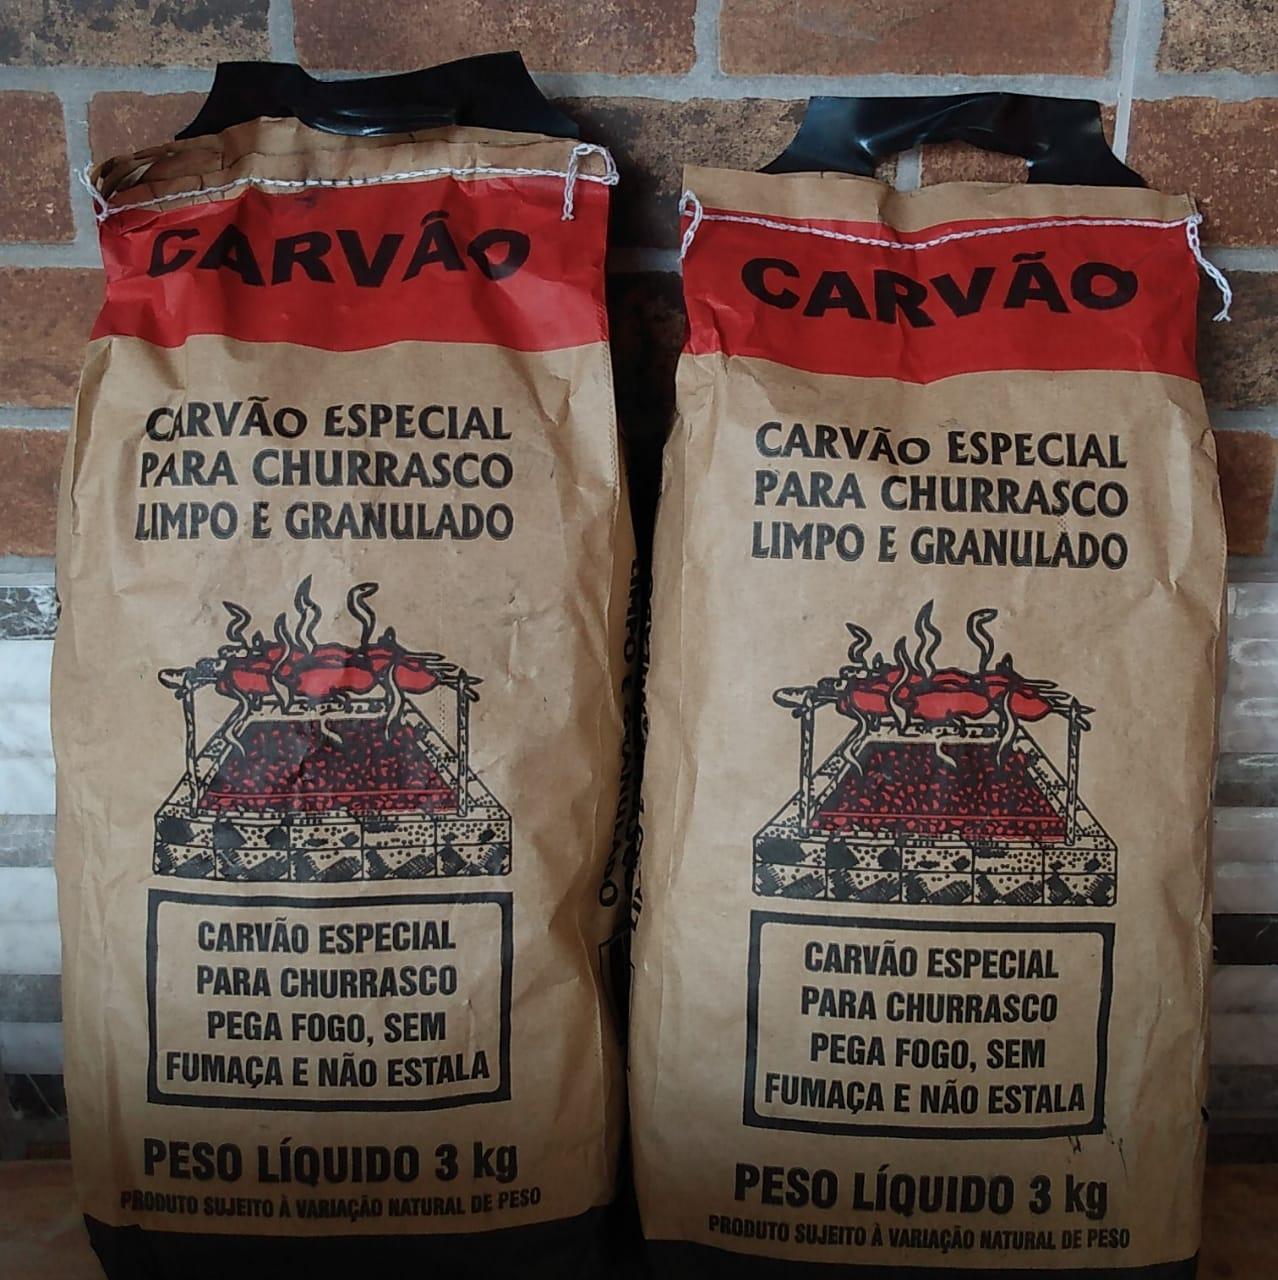 CARVÃO
CARVÃO ESPECIAL
PARA CHURRASCO
LIMPO E GRANULADO
CARVÃO ESPECIAL
PARA CHURRASCO
PEGA FOGO, SEM
FUMAÇA E NÃO ESTALA
PESO LÍQUIDO 3 kg
PRODUTO SUJEITO À VARIAÇÃO NATURAL DE PESO
CARVÃO
CARVÃO ESPECIAL
PARA CHURRASCO
LIMPO E GRANULADO
CARVÃO ESPECIAL
PARA CHURRASCO
PEGA FOGO, SEM
FUMAÇA E NÃO ESTALA
PESO LÍQUIDO 3 kg
PRODUTO SUJEITO À VARIAÇÃO NATURAL DE PESO